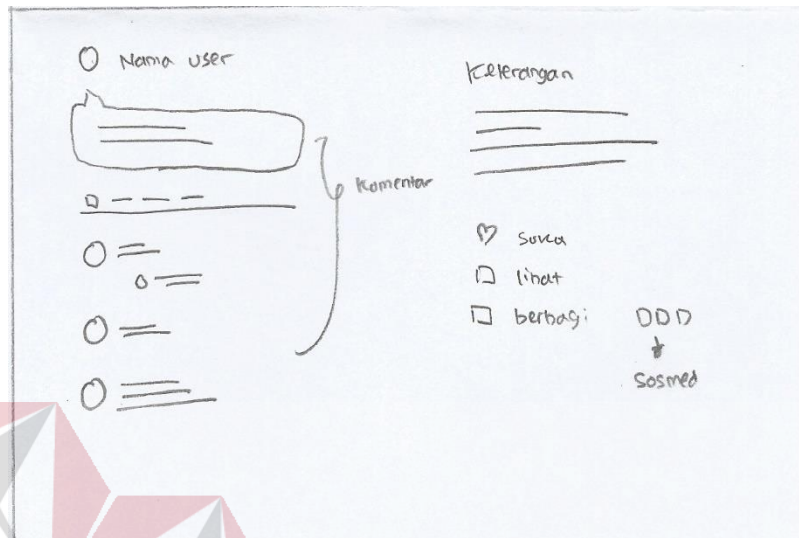 Nama user
Komentar
Keterangan
suka
lihat
berbagi
sosmed